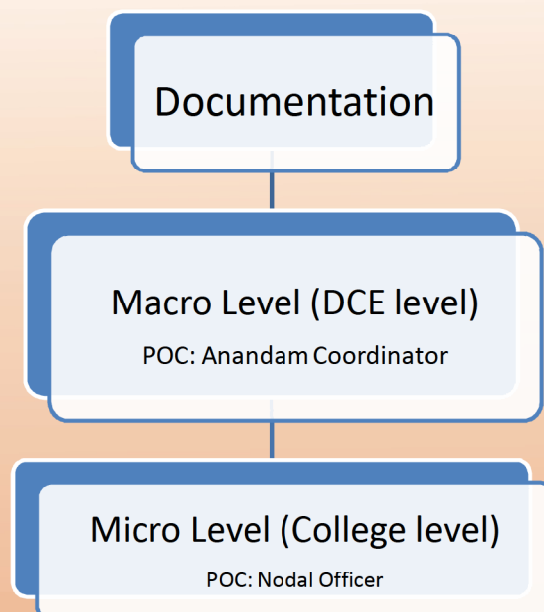 Documentation
Macro Level (DCE level)
POC: Anandam Coordinator
Micro Level (College level)
POC: Nodal Officer